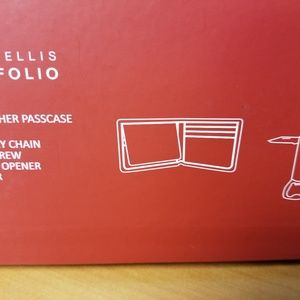 ELLIS
FOLIO
HER PASSCASE
Y CHAIN
REW
OPENER
R